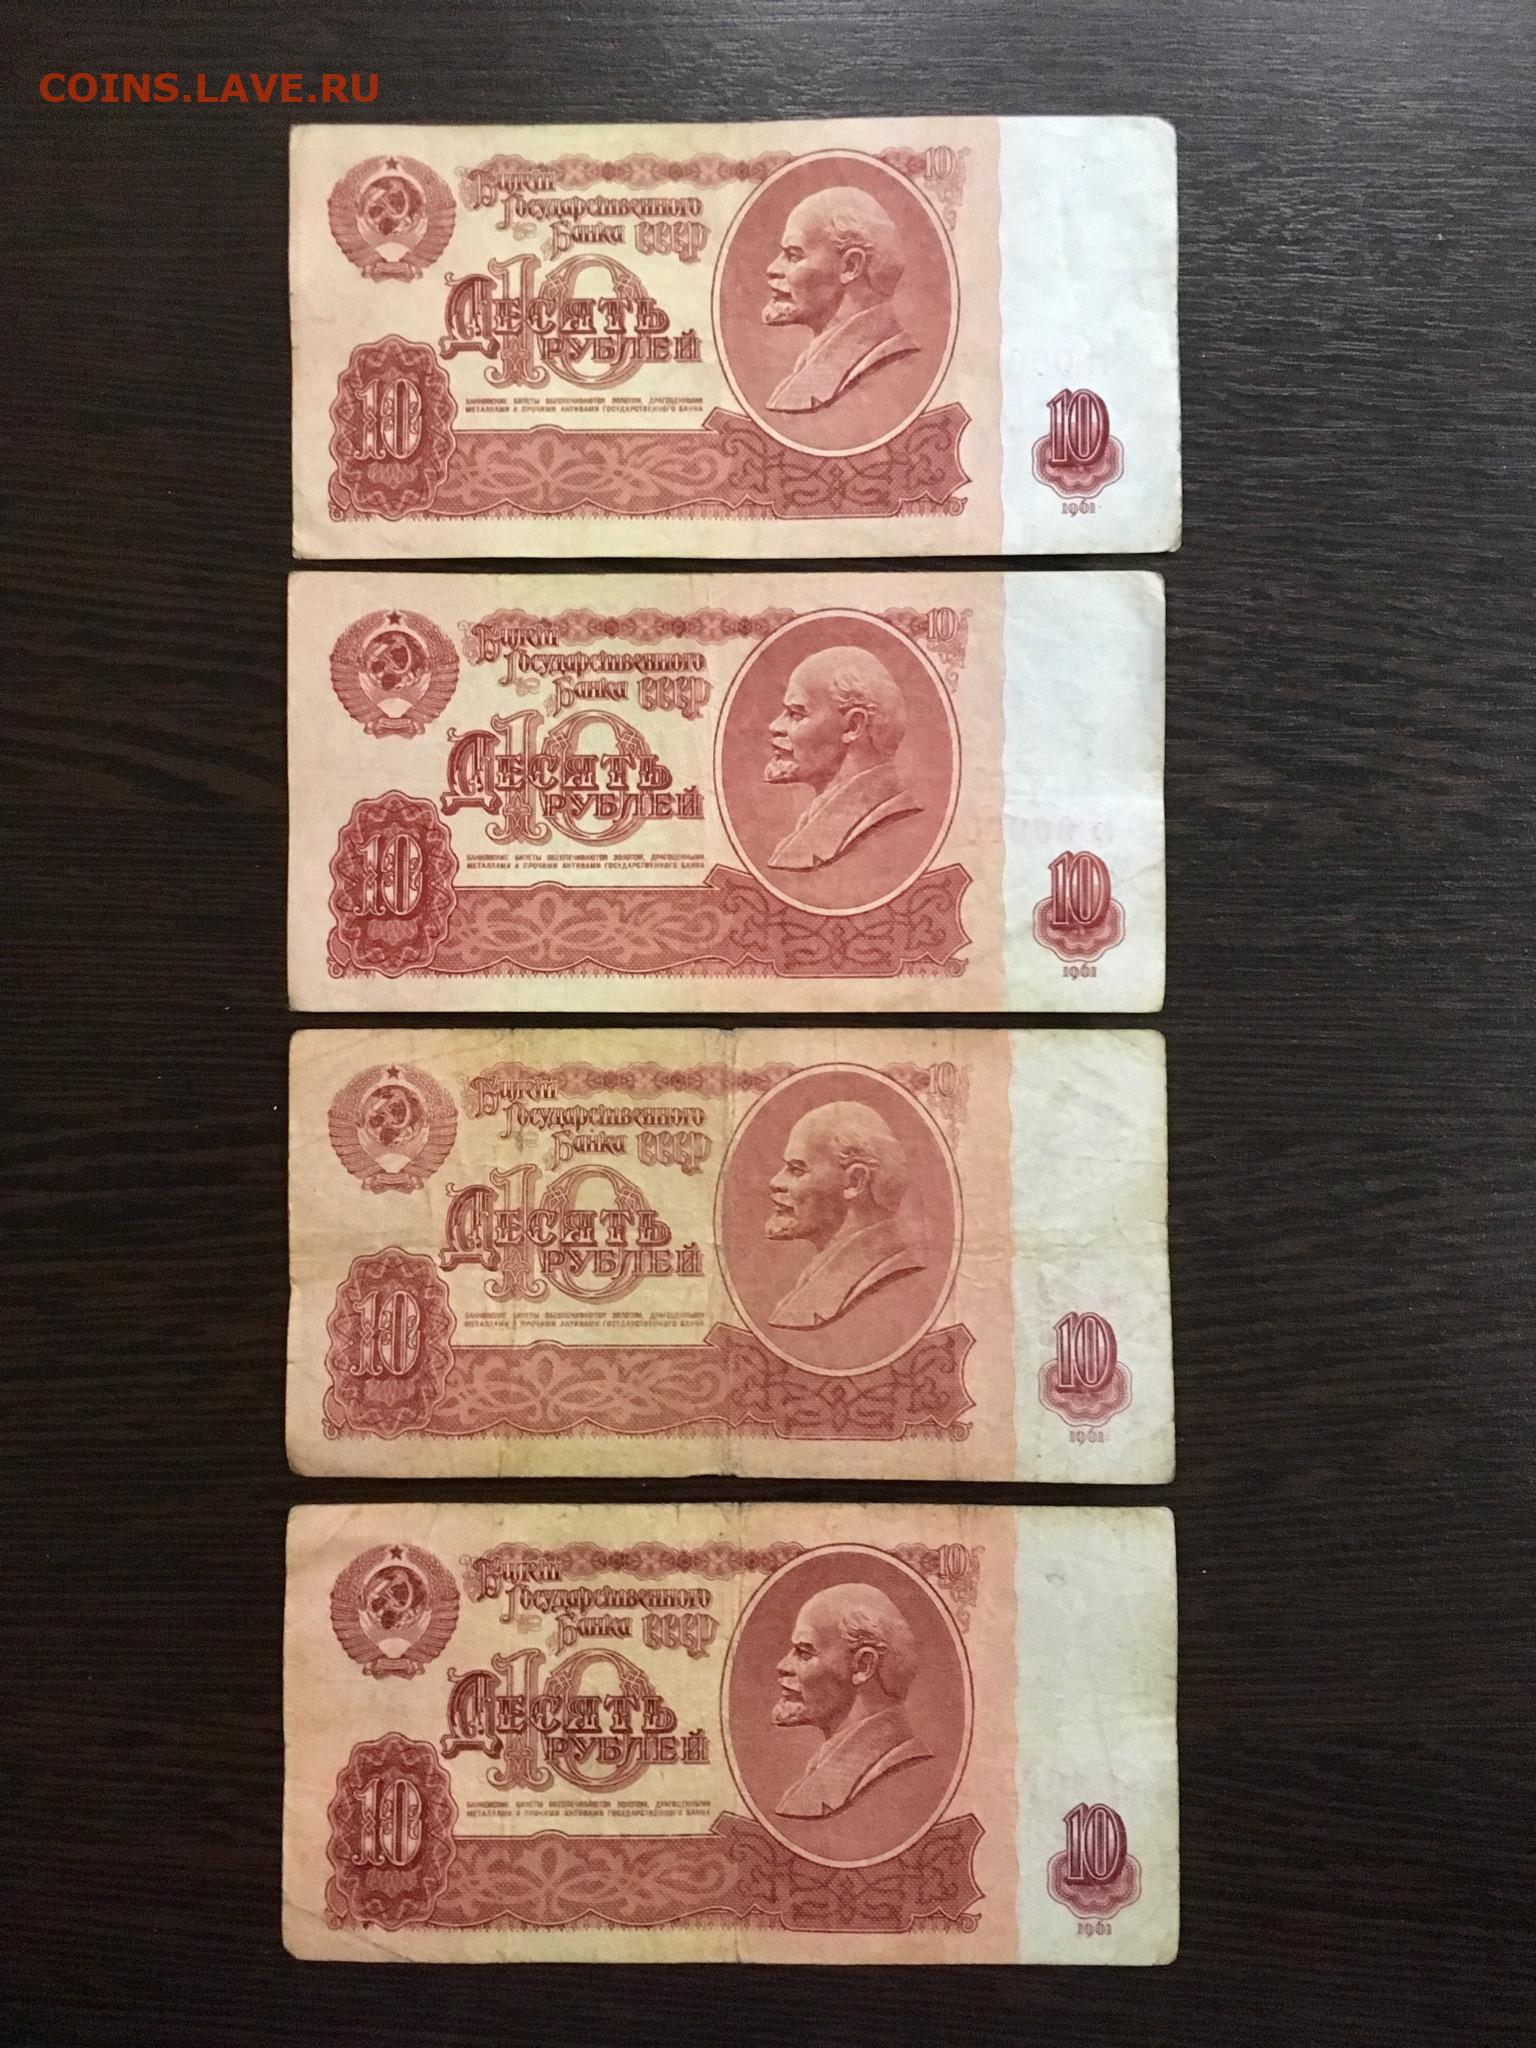 COINS.LAVE.RU
Билет 10
Государственного
Банка СССР
10
Десять
рублей
БАНКОВСКИЕ БИЛЕТЫ ОБЕСПЕЧИВАЮТСЯ ЗОЛОТОМ, ДРАГОЦЕННЫМИ
МЕТАЛЛАМИ И ПРОЧИМИ АКТИВАМИ ГОСУДАРСТВЕННОГО БАНКА
10 10
1961
Билет 10
Государственного
Банка СССР
10
Десять
рублей
БАНКОВСКИЕ БИЛЕТЫ ОБЕСПЕЧИВАЮТСЯ ЗОЛОТОМ, ДРАГОЦЕННЫМИ
МЕТАЛЛАМИ И ПРОЧИМИ АКТИВАМИ ГОСУДАРСТВЕННОГО БАНКА
10 10
1961
Билет 10
Государственного
Банка СССР
10
Десять
рублей
БАНКОВСКИЕ БИЛЕТЫ ОБЕСПЕЧИВАЮТСЯ ЗОЛОТОМ, ДРАГОЦЕННЫМИ
МЕТАЛЛАМИ И ПРОЧИМИ АКТИВАМИ ГОСУДАРСТВЕННОГО БАНКА
10 10
1961
Билет 10
Государственного
Банка СССР
10
Десять
рублей
БАНКОВСКИЕ БИЛЕТЫ ОБЕСПЕЧИВАЮТСЯ ЗОЛОТОМ, ДРАГОЦЕННЫМИ
МЕТАЛЛАМИ И ПРОЧИМИ АКТИВАМИ ГОСУДАРСТВЕННОГО БАНКА
10 10
1961